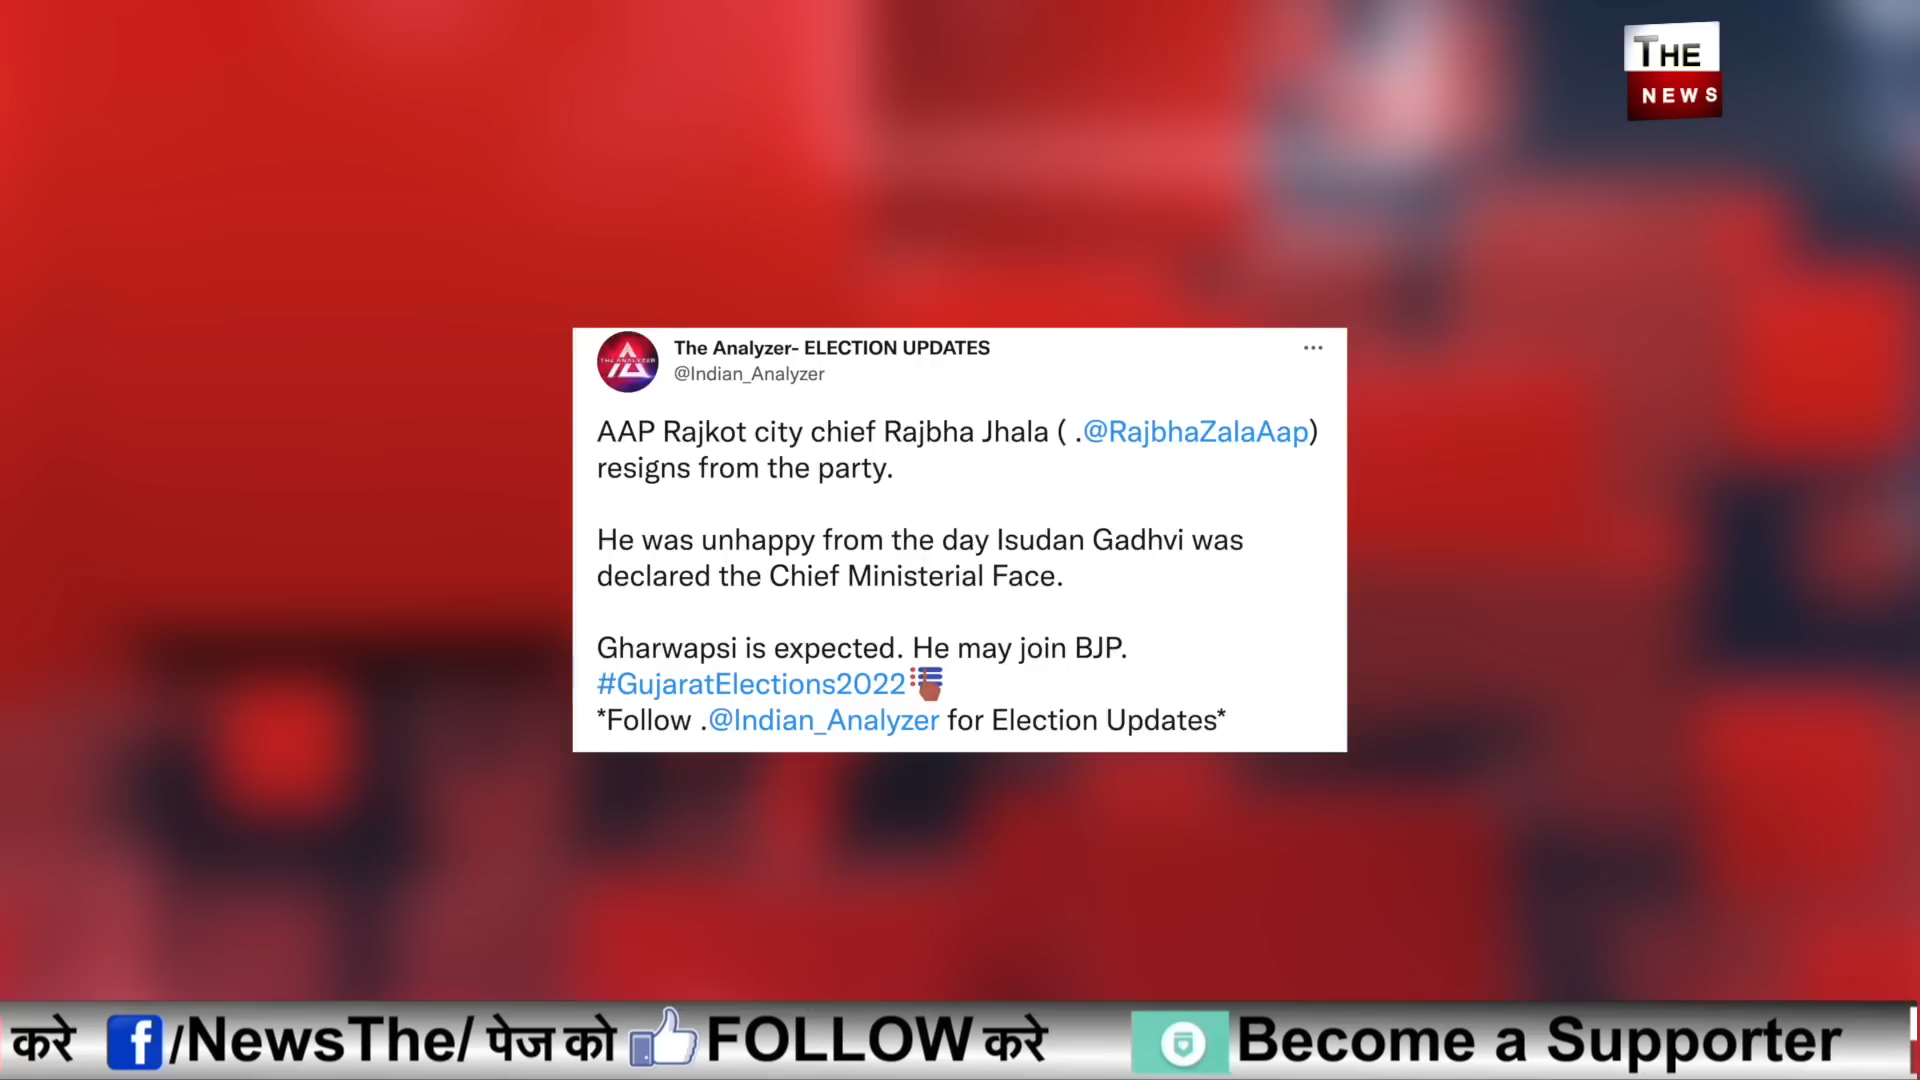 THE
NEWS
The Analyzer- ELECTION UPDATES
@Indian_Analyzer
THE ANALYZER
AAP Rajkot city chief Rajbha Jhala ( .@RajbhaZalaAap)
resigns from the party.
He was unhappy from the day Isudan Gadhvi was
declared the Chief Ministerial Face.
Gharwapsi is expected. He may join BJP.
#GujaratElections2022
*Follow .@Indian_Analyzer for Election Updates*
करे f/NewsThe/ पेज को FOLLOW करे Become a Supporter